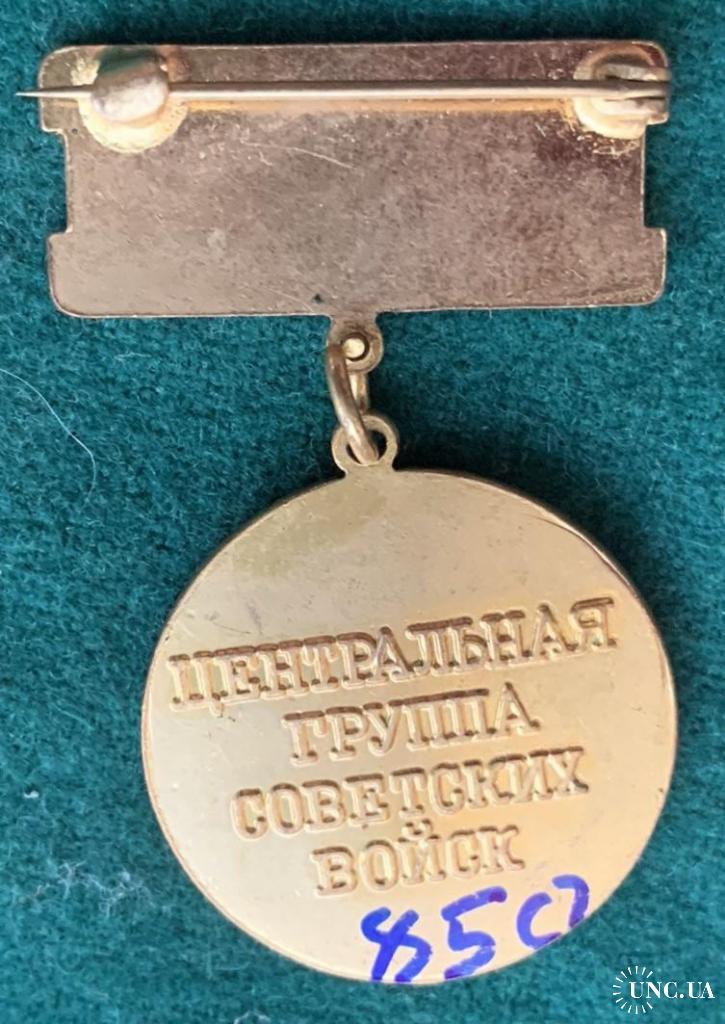 ЦЕНТРАЛЬНАЯ
ГРУППА
СОВЕТСКИХ
ВОЙСК
850
UNC.UA